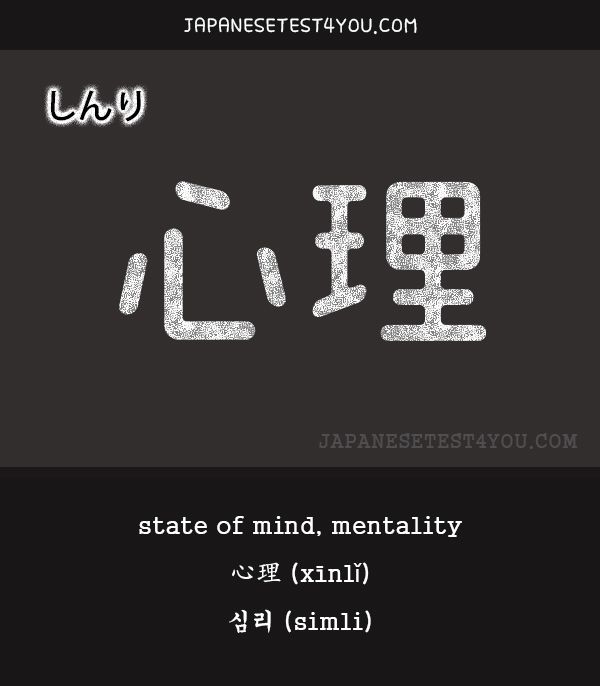 JAPANESETEST4YOU.COM
しんり
心理
JAPANESETEST4YOU.COM
state of mind, mentality
心理 (xīnlǐ)
심리 (simli)